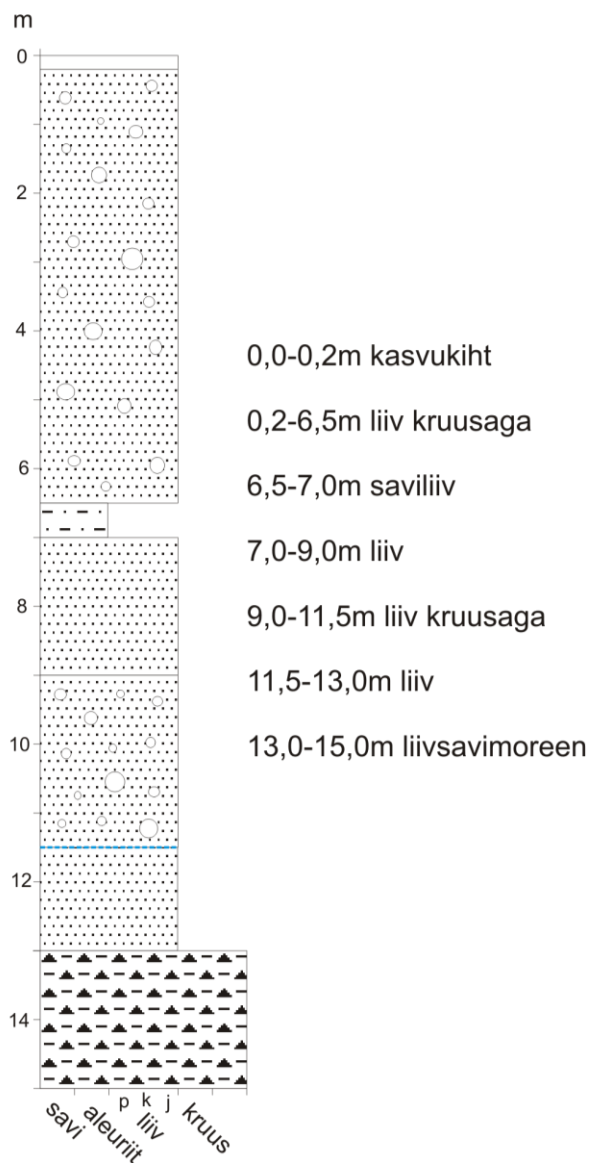 m
0
2
4
6
8
10
12
14
0,0-0,2m kasvukiht
0,2-6,5m liiv kruusaga
6,5-7,0m saviliiv
7,0-9,0m liiv
9,0-11,5m liiv kruusaga
11,5-13,0m liiv
13,0-15,0m liivsavimoreen
savi
aleuriit
p k j
liiv
kruus